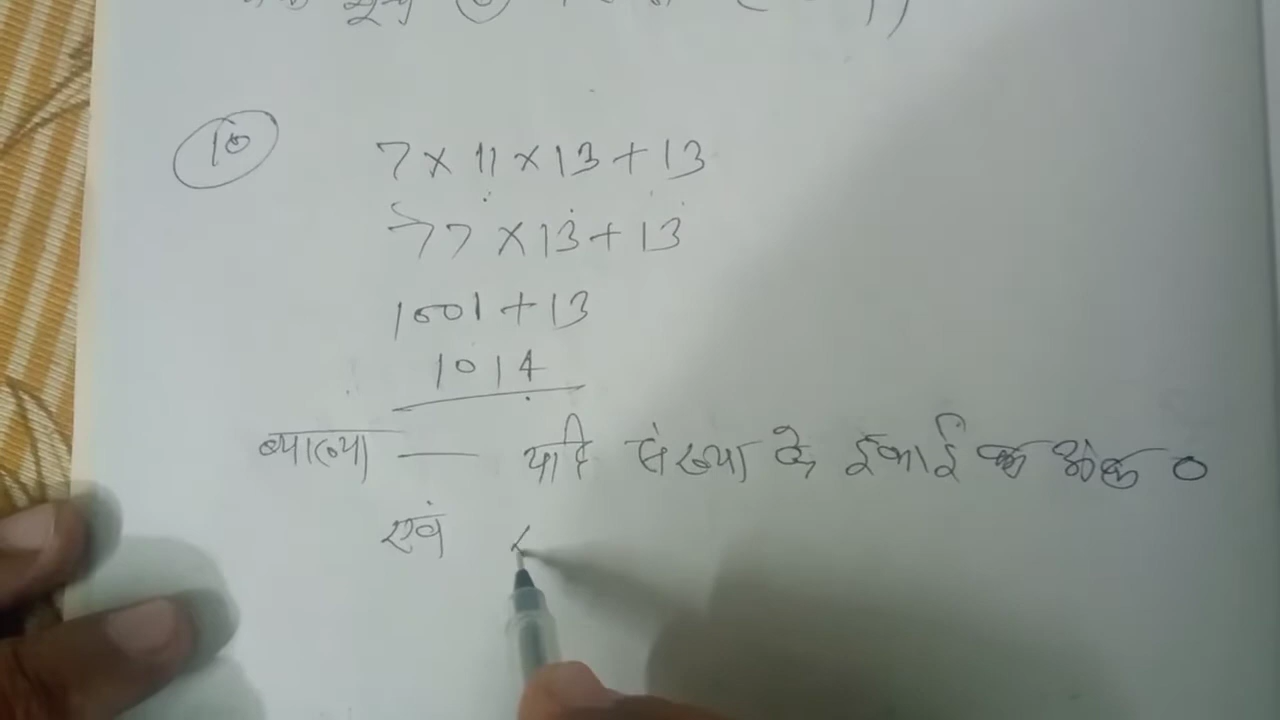 10
7 × 11 × 13 + 13
77 × 13 + 13
1001 + 13
1014
व्याख्या — यदि संख्या के ईकाई का अंक 0
एवं